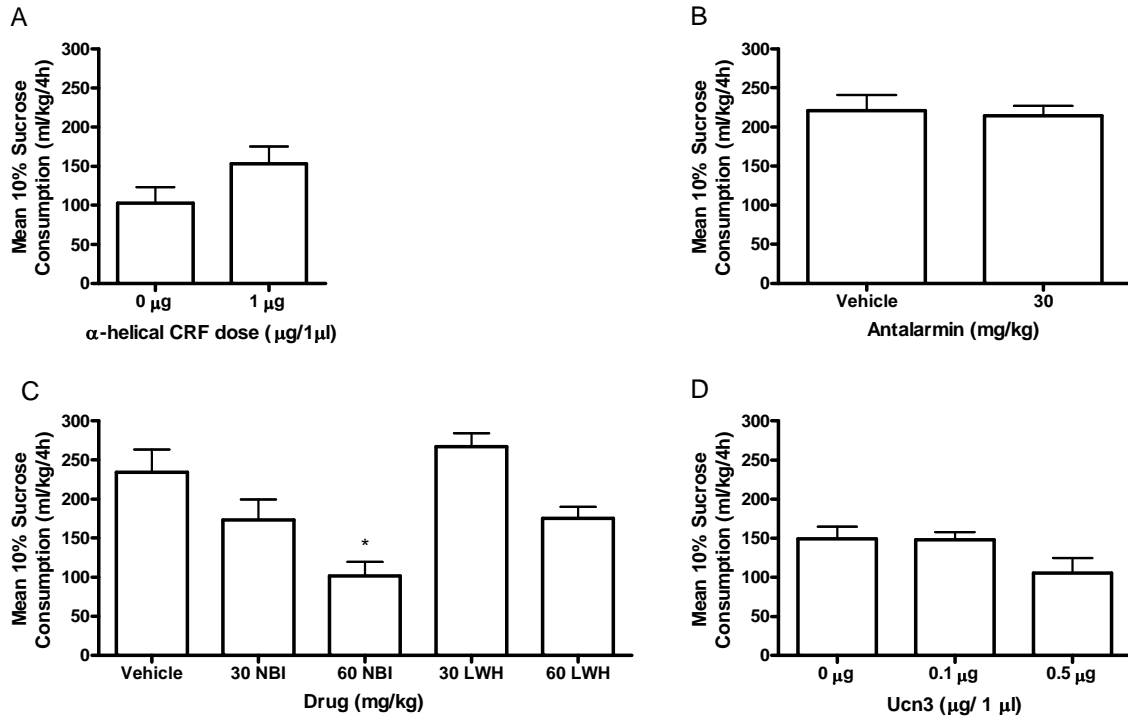 A
Mean 10% Sucrose
Consumption (ml/kg/4h)
300
250
200
150
100
50
0
0 μg 1 μg
α-helical CRF dose ( μg/1μl)
B
Mean 10% Sucrose
Consumption (ml/kg/4h)
300
250
200
150
100
50
0
Vehicle 30
Antalarmin (mg/kg)
C
Mean 10% Sucrose
Consumption (ml/kg/4h)
300
250
200
150
100
50
0
*
Vehicle 30 NBI 60 NBI 30 LWH 60 LWH
Drug (mg/kg)
D
Mean 10% Sucrose
Consumption (ml/kg/4h)
300
250
200
150
100
50
0
0 μg 0.1 μg 0.5 μg
Ucn3 (μg/ 1 μl)